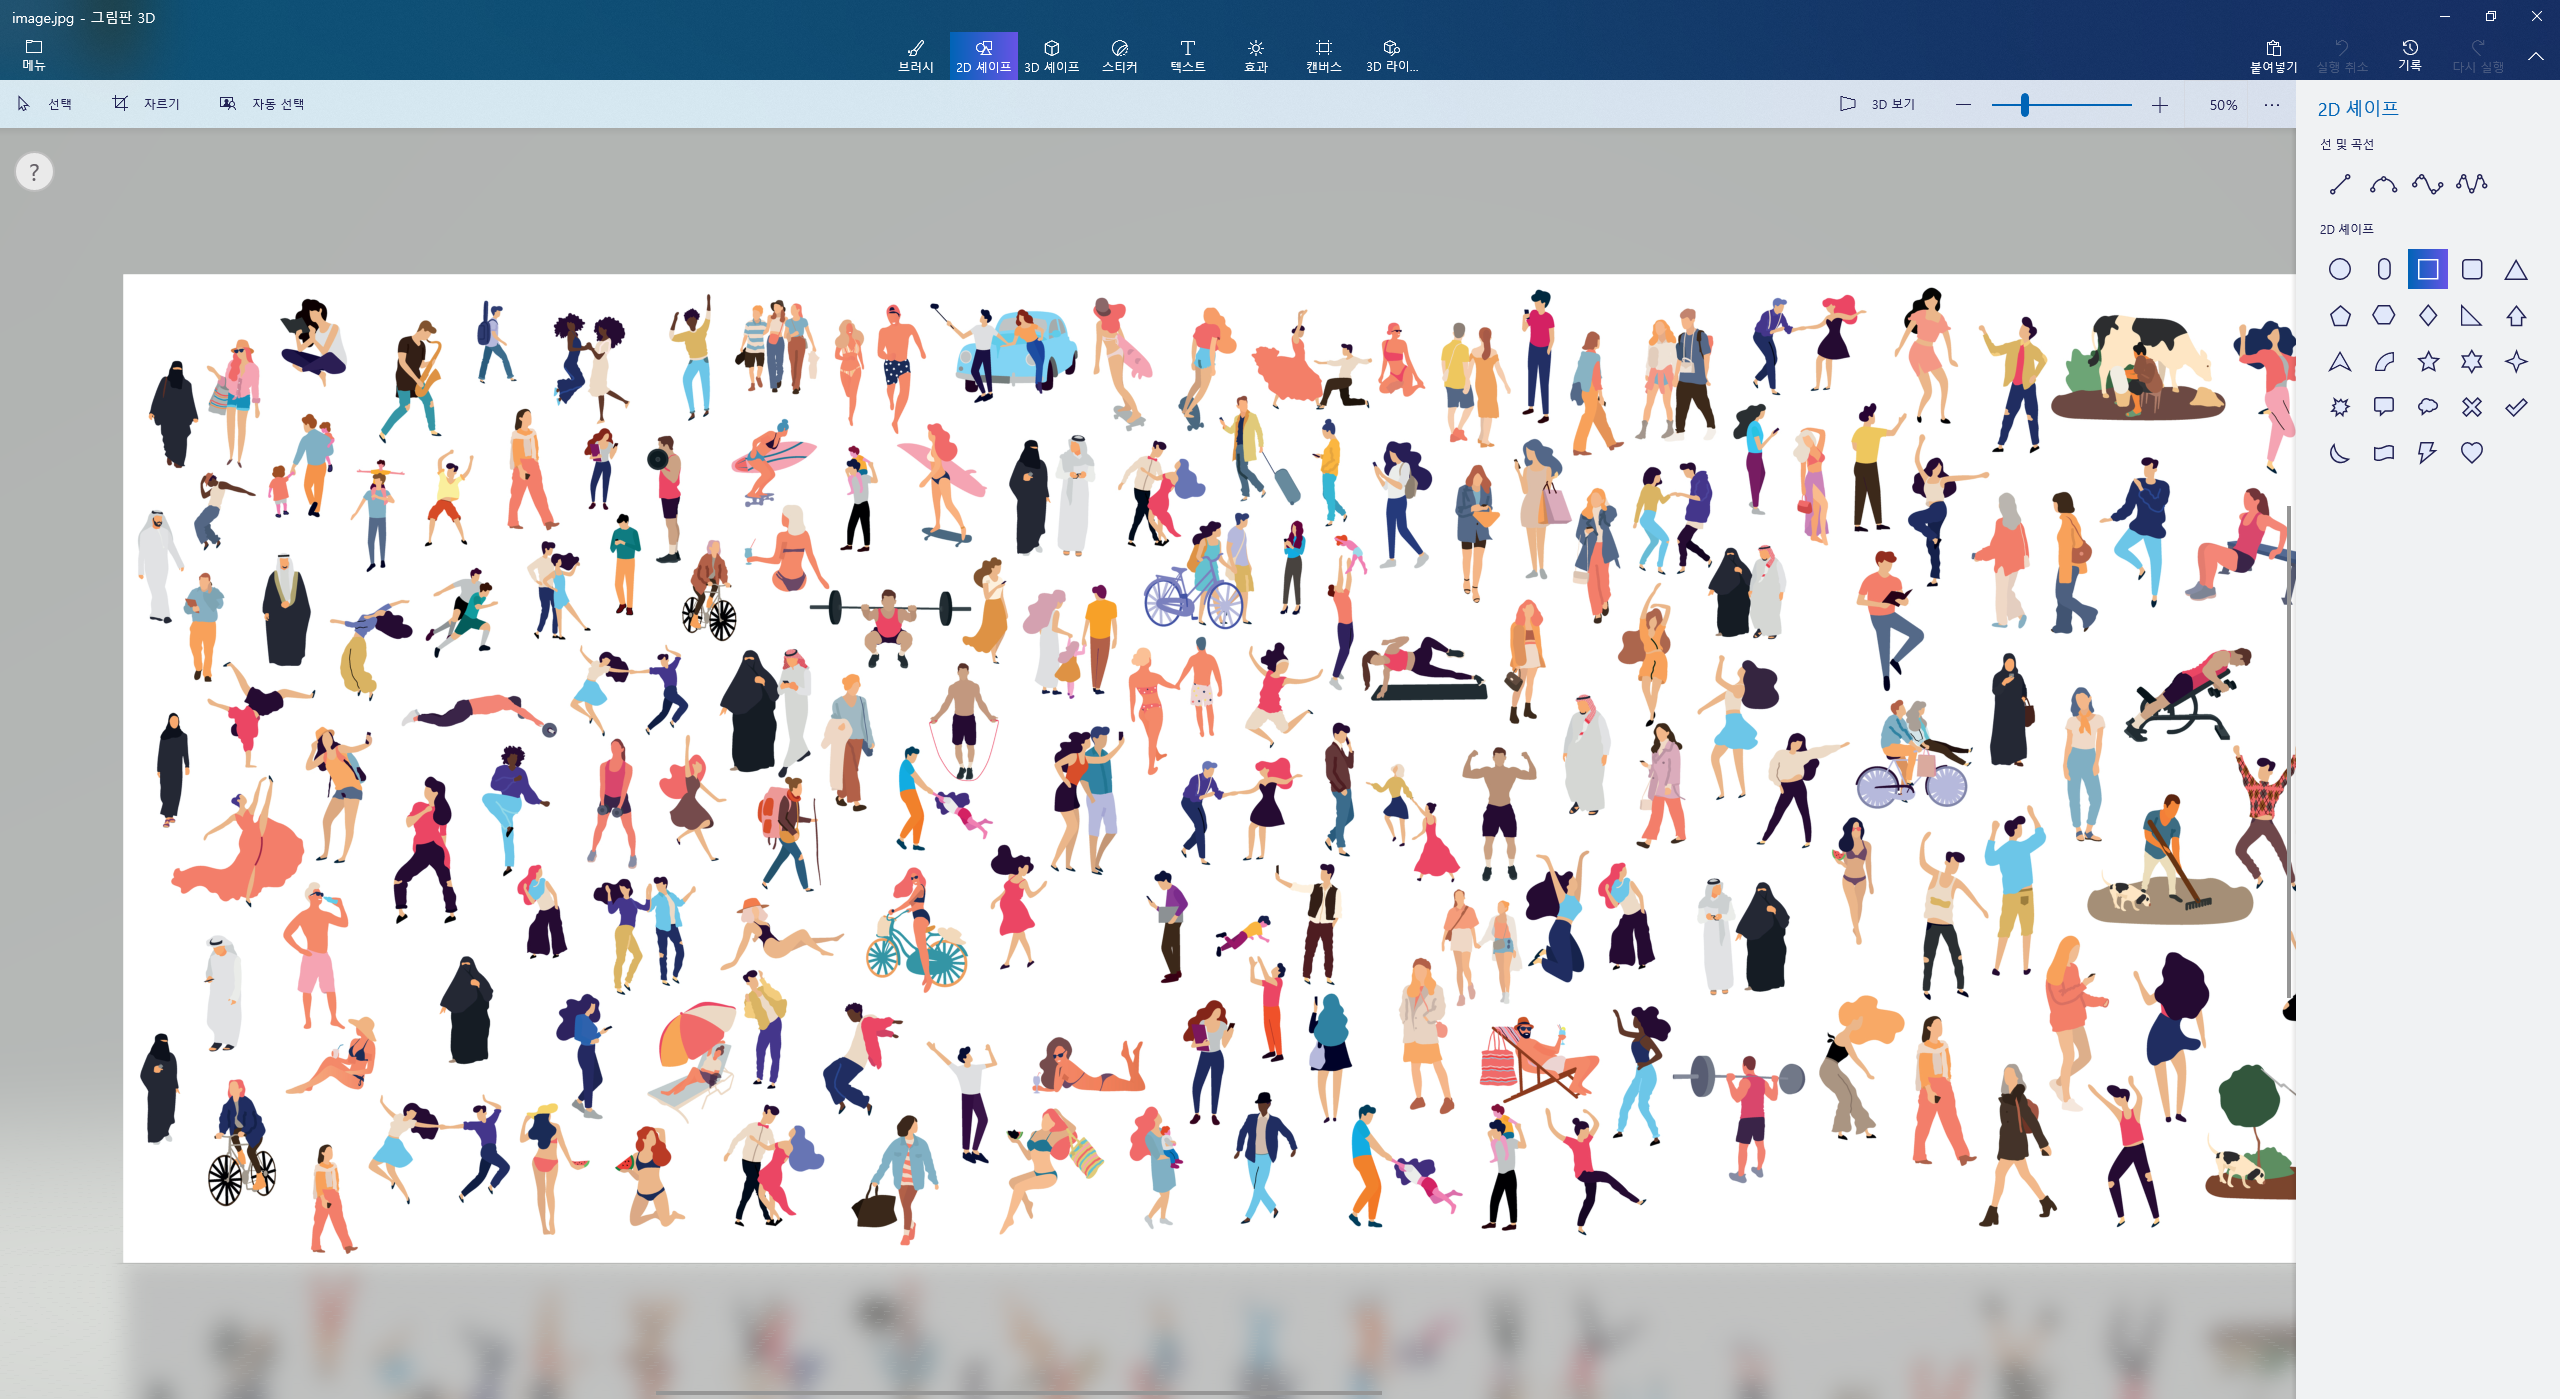 image.jpg - 그림판 3D
메뉴
브러시
2D 셰이프
3D 셰이프
스티커
텍스트
효과
캔버스
3D 라이...
붙여넣기
실행 취소
기록
다시 실행
선택
자르기
자동 선택
3D 보기
50%
2D 셰이프
선 및 곡선
2D 셰이프
?